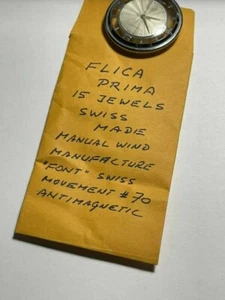 FLICA
PRIMA
15 JEWELS
SWISS
MADE
MANUAL WIND
MANUFACTURE
"FONT" SWISS
MOVEMENT #70
ANTIMAGNETIC